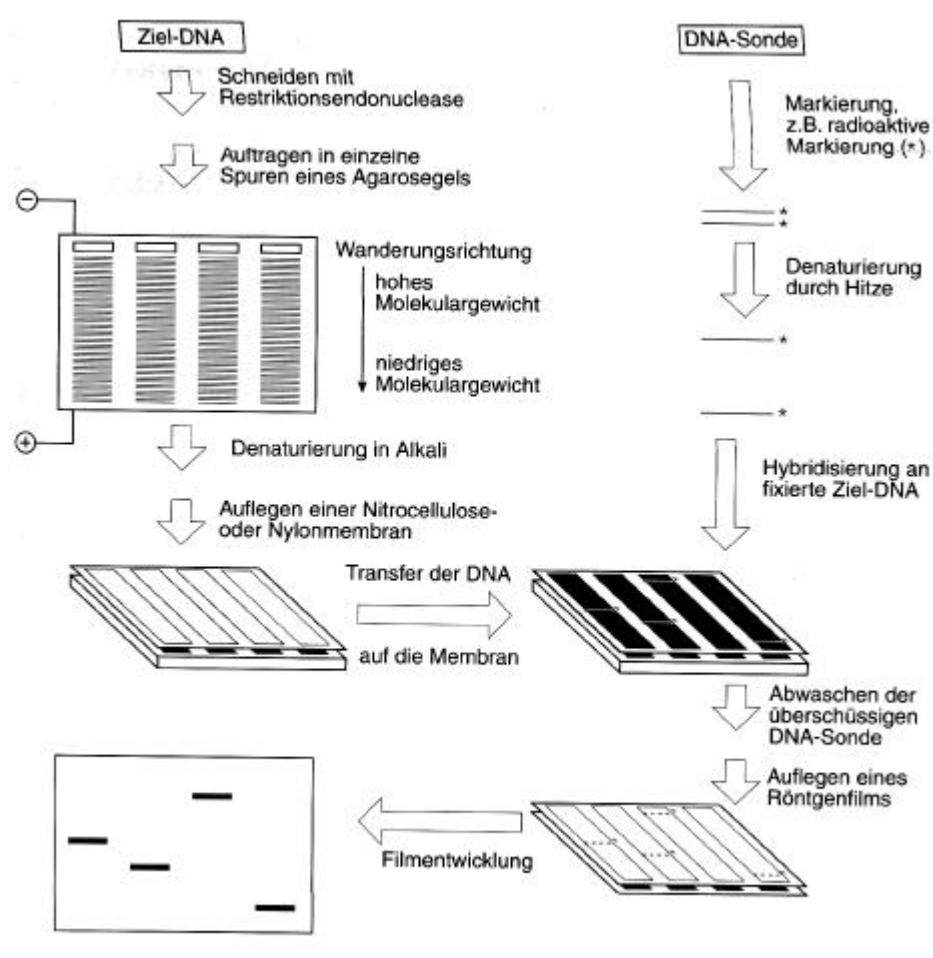 Ziel-DNA
Schneiden mit
Restriktionsendonuclease
Auftragen in einzelne
Spuren eines Agarosegels
−
Wanderungsrichtung
hohes
Molekulargewicht
niedriges
Molekulargewicht
+
Denaturierung in Alkali
Auflegen einer Nitrocellulose-
oder Nylonmembran
Transfer der DNA
auf die Membran
DNA-Sonde
Markierung,
z.B. radioaktive
Markierung (*).
*
*
Denaturierung
durch Hitze
*
*
Hybridisierung an
fixierte Ziel-DNA
Abwaschen der
überschüssigen
DNA-Sonde
Auflegen eines
Röntgenfilms
Filmentwicklung